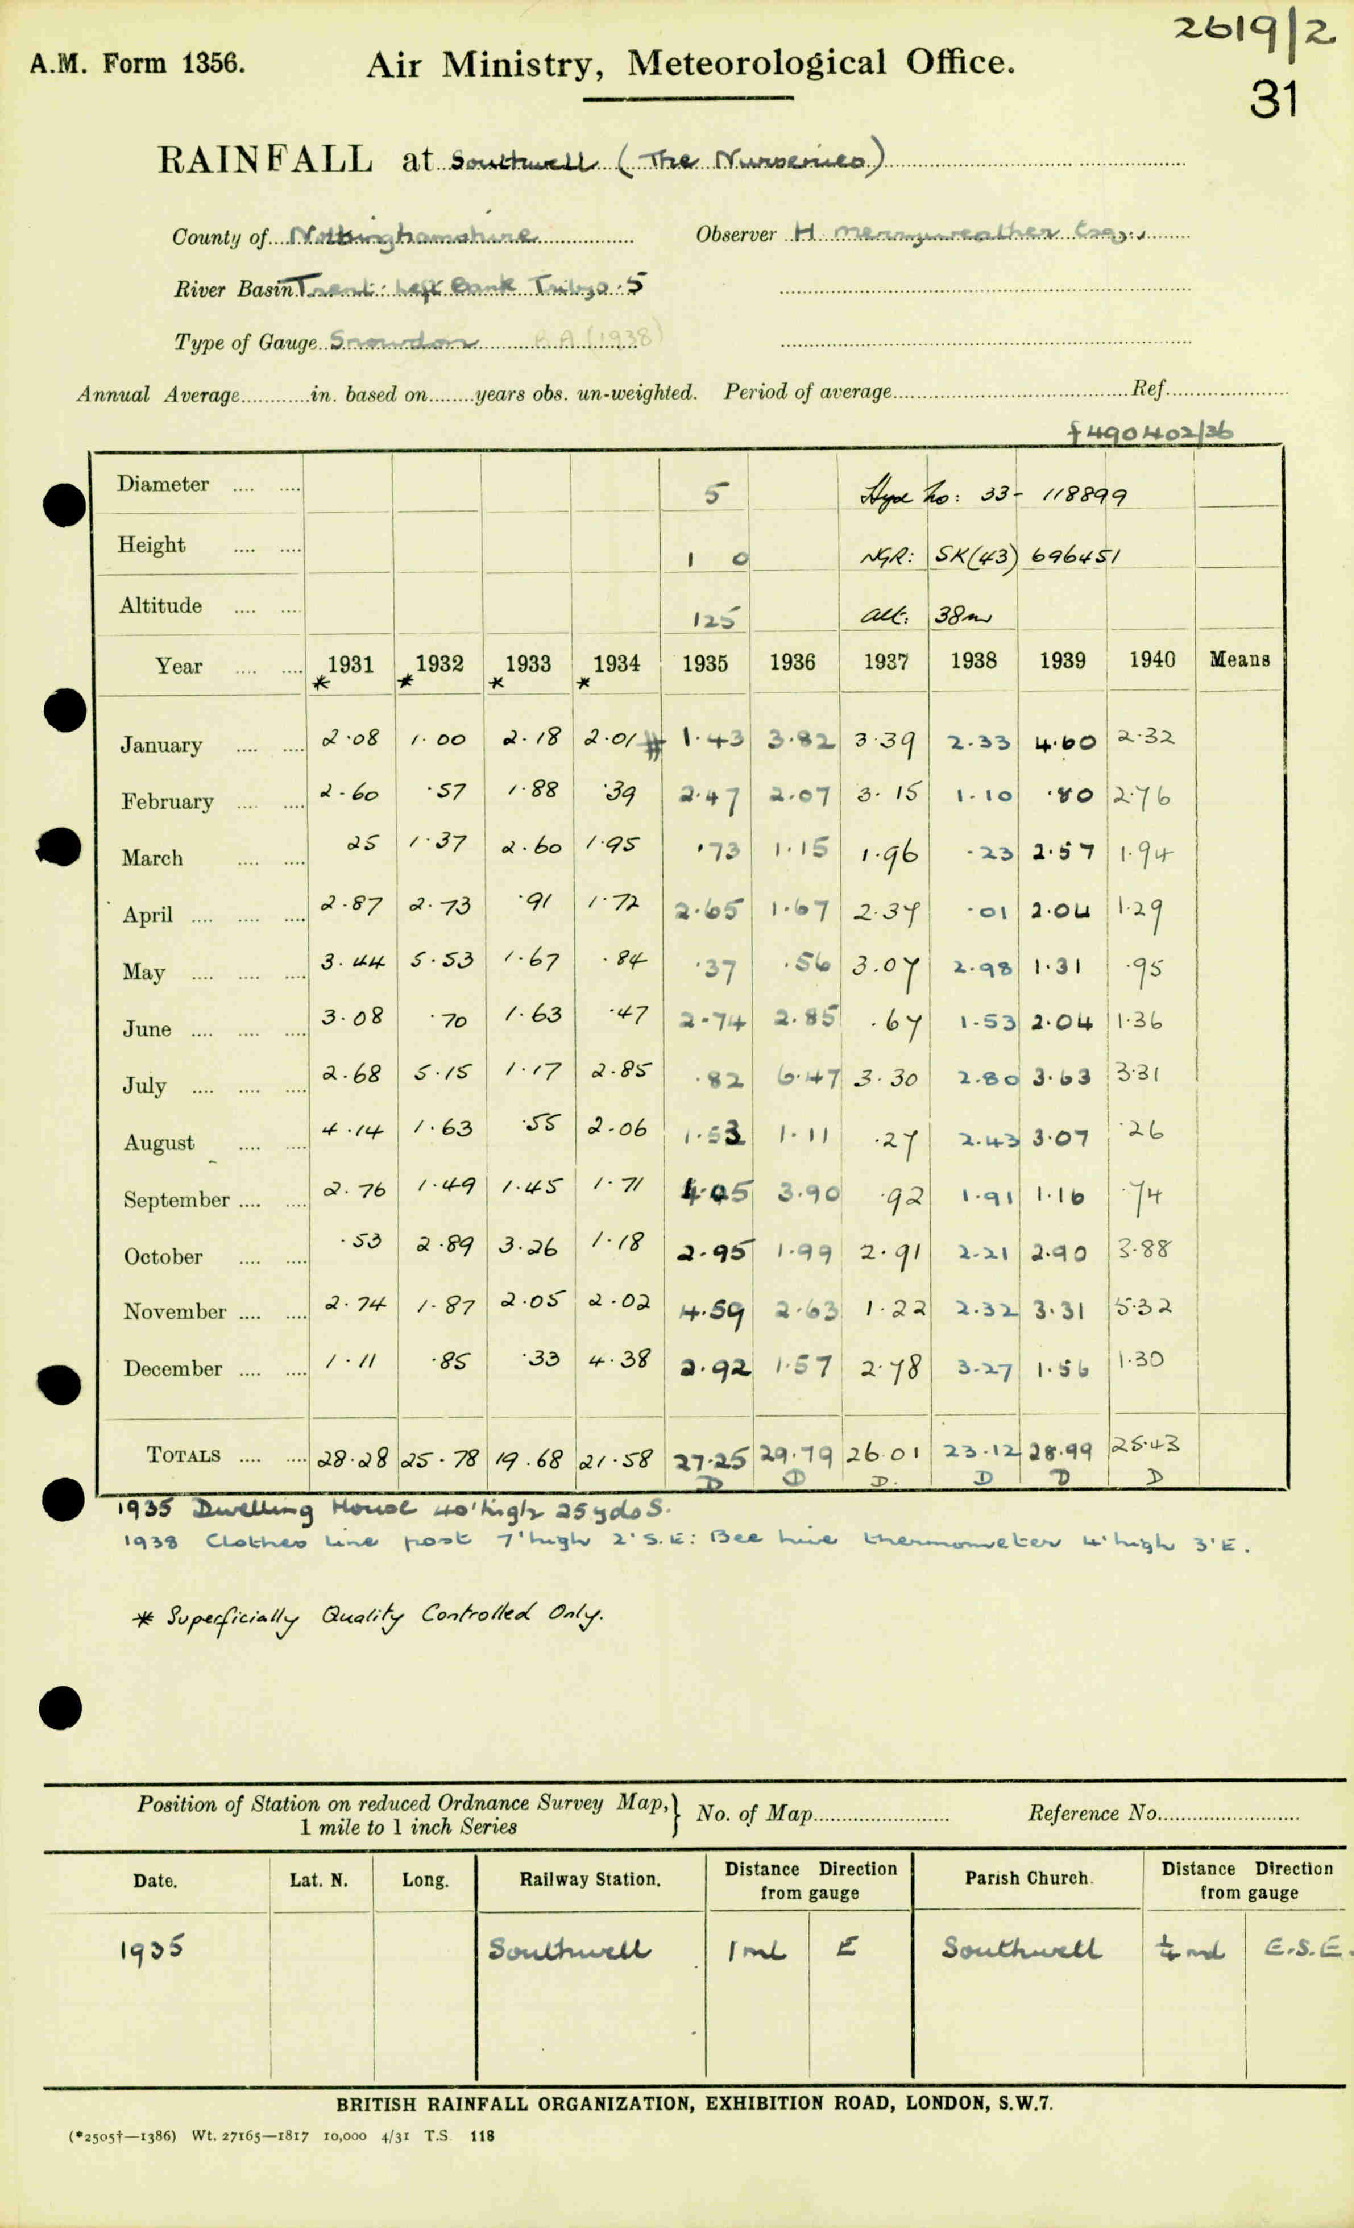 2619/2
A.M. Form 1356. Air Ministry, Meteorological Office.
31
RAINFALL at Southwell (The Nurseries)
County of Nottinghamshire Observer H Merryweather Esq.,
River Basin Trent: Left Bank Tribs. 5
Type of Gauge Snowdon (1938)
Annual Average in. based on years obs. un-weighted. Period of average Ref
f490402/36
Diameter 5 Hyd No: 33- 118899
Height 1 0 NGR: SK(43) 696451
Altitude 125 alt: 38m
Year 1931 * 1932 * 1933 * 1934 * 1935 1936 1937 1938 1939 1940 Means
January 2.08 1.00 2.18 2.01 # 1.43 3.82 3.39 2.33 4.60 2.32
February 2.60 .57 1.88 .39 2.47 2.07 3.15 1.10 .80 2.76
March 25 1.37 2.60 1.95 .73 1.15 1.96 .23 2.57 1.94
April 2.87 2.73 .91 1.72 2.65 1.67 2.37 .01 2.04 1.29
May 3.44 5.53 1.67 .84 .37 .56 3.07 2.98 1.31 .95
June 3.08 .70 1.63 .47 2.74 2.85 .67 1.53 2.04 1.36
July 2.68 5.15 1.17 2.85 .82 6.47 3.30 2.80 3.63 3.31
August 4.14 1.63 .55 2.06 1.53 1.11 .27 2.43 3.07 .26
September 2.76 1.49 1.45 1.71 4.05 3.90 .92 1.91 1.16 .74
October .53 2.89 3.26 1.18 2.95 1.99 2.91 2.21 2.90 3.88
November 2.74 1.87 2.05 2.02 4.59 2.63 1.22 2.32 3.31 5.32
December 1.11 .85 .33 4.38 2.92 1.57 2.78 3.27 1.56 1.30
TOTALS 28.28 25.78 19.68 21.58 27.25 29.79 26.01 23.12 28.99 25.43
D D D. D D D
1935 Dwelling House 40' high 25 yds S.
1938 Clothes line post 7' high 2' S.E: Bee hive thermometer 4' high 3' E.
* Superficially Quality Controlled Only.
Position of Station on reduced Ordnance Survey Map, } No. of Map Reference No.
1 mile to 1 inch Series
Date. Lat. N. Long. Railway Station. Distance Direction from gauge Parish Church. Distance Direction from gauge
1935 Southwell 1 ml E Southwell ¼ ml E.S.E.
BRITISH RAINFALL ORGANIZATION, EXHIBITION ROAD, LONDON, S.W.7.
(*2505†—1386) Wt. 27165—1817 10,000 4/31 T.S. 118